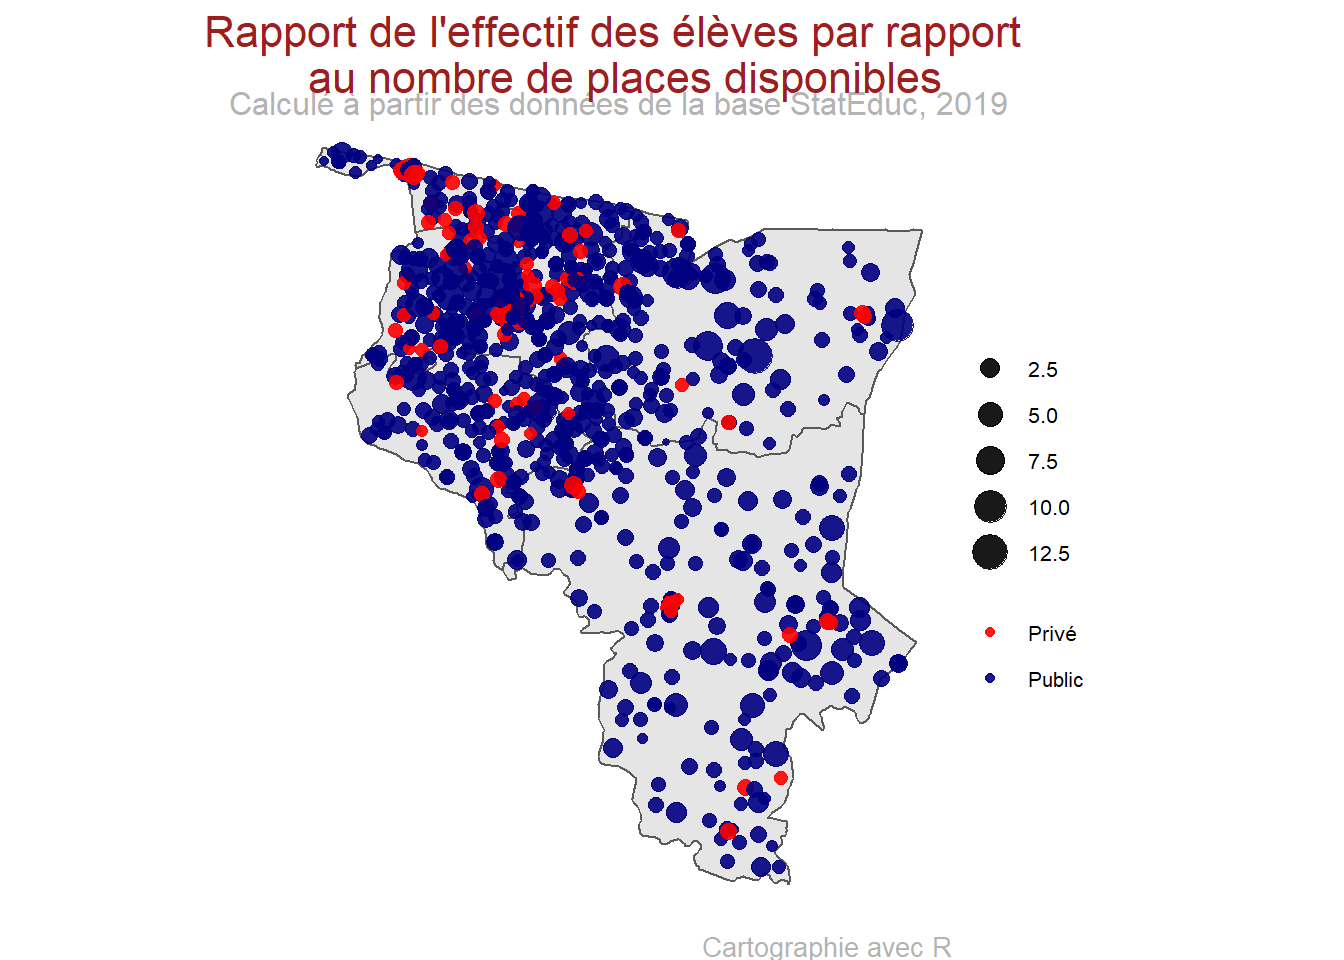 Rapport de l'effectif des élèves par rapport
au nombre de places disponibles
Calculé à partir des données de la base StatEduc, 2019
2.5
5.0
7.5
10.0
12.5
Privé
Public
Cartographie avec R